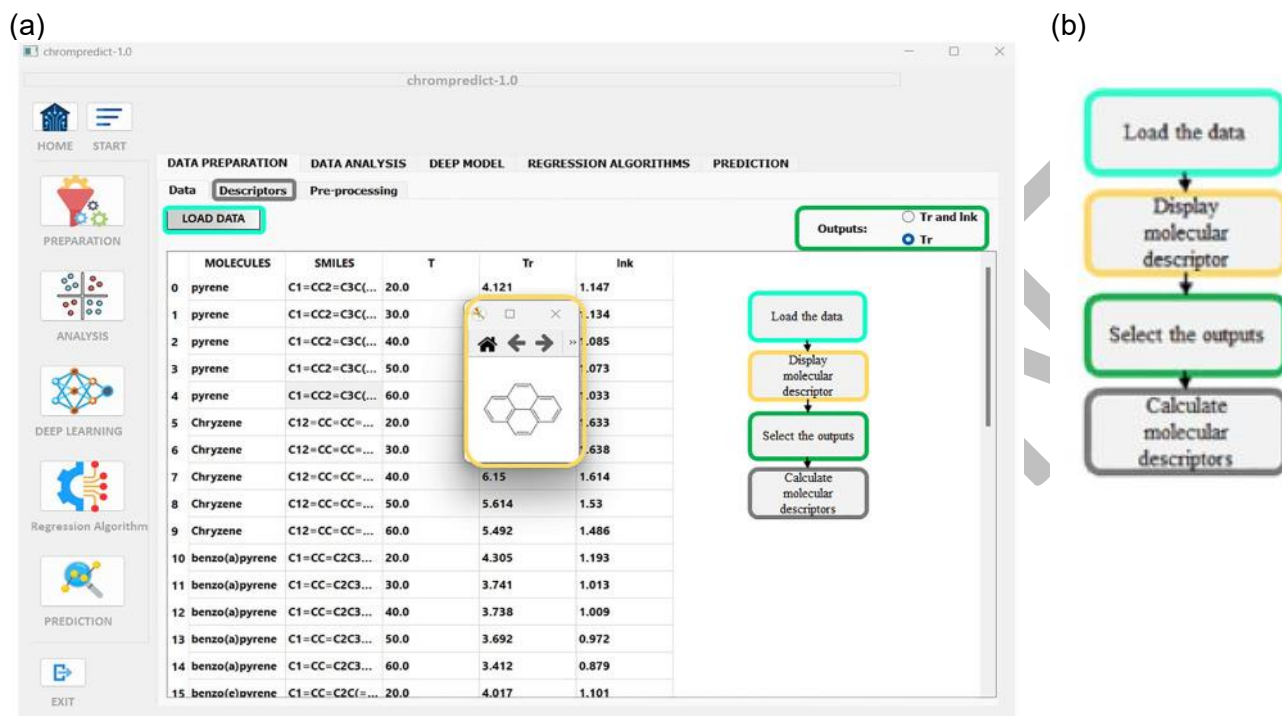 (a)
(b)
chrompredict-1.0
chrompredict-1.0
HOME START
DATA PREPARATION DATA ANALYSIS DEEP MODEL REGRESSION ALGORITHMS PREDICTION
Data Descriptors Pre-processing
LOAD DATA
Outputs:
Tr and lnk
Tr
PREPARATION
ANALYSIS
DEEP LEARNING
Regression Algorithm
PREDICTION
EXIT
MOLECULES SMILES T Tr lnk
0 pyrene C1=CC2=C3C(... 20.0 4.121 1.147
1 pyrene C1=CC2=C3C(... 30.0 .134
2 pyrene C1=CC2=C3C(... 40.0 .085
3 pyrene C1=CC2=C3C(... 50.0 .073
4 pyrene C1=CC2=C3C(... 60.0 .033
5 Chryzene C12=CC=CC=... 20.0 .633
6 Chryzene C12=CC=CC=... 30.0 .638
7 Chryzene C12=CC=CC=... 40.0 6.15 1.614
8 Chryzene C12=CC=CC=... 50.0 5.614 1.53
9 Chryzene C12=CC=CC=... 60.0 5.492 1.486
10 benzo(a)pyrene C1=CC=C2C3... 20.0 4.305 1.193
11 benzo(a)pyrene C1=CC=C2C3... 30.0 3.741 1.013
12 benzo(a)pyrene C1=CC=C2C3... 40.0 3.738 1.009
13 benzo(a)pyrene C1=CC=C2C3... 50.0 3.692 0.972
14 benzo(a)pyrene C1=CC=C2C3... 60.0 3.412 0.879
15 benzo(e)pyrene C1=CC=C2C(=... 20.0 4.017 1.101
Load the data
Display
molecular
descriptor
Select the outputs
Calculate
molecular
descriptors
Load the data
Display
molecular
descriptor
Select the outputs
Calculate
molecular
descriptors